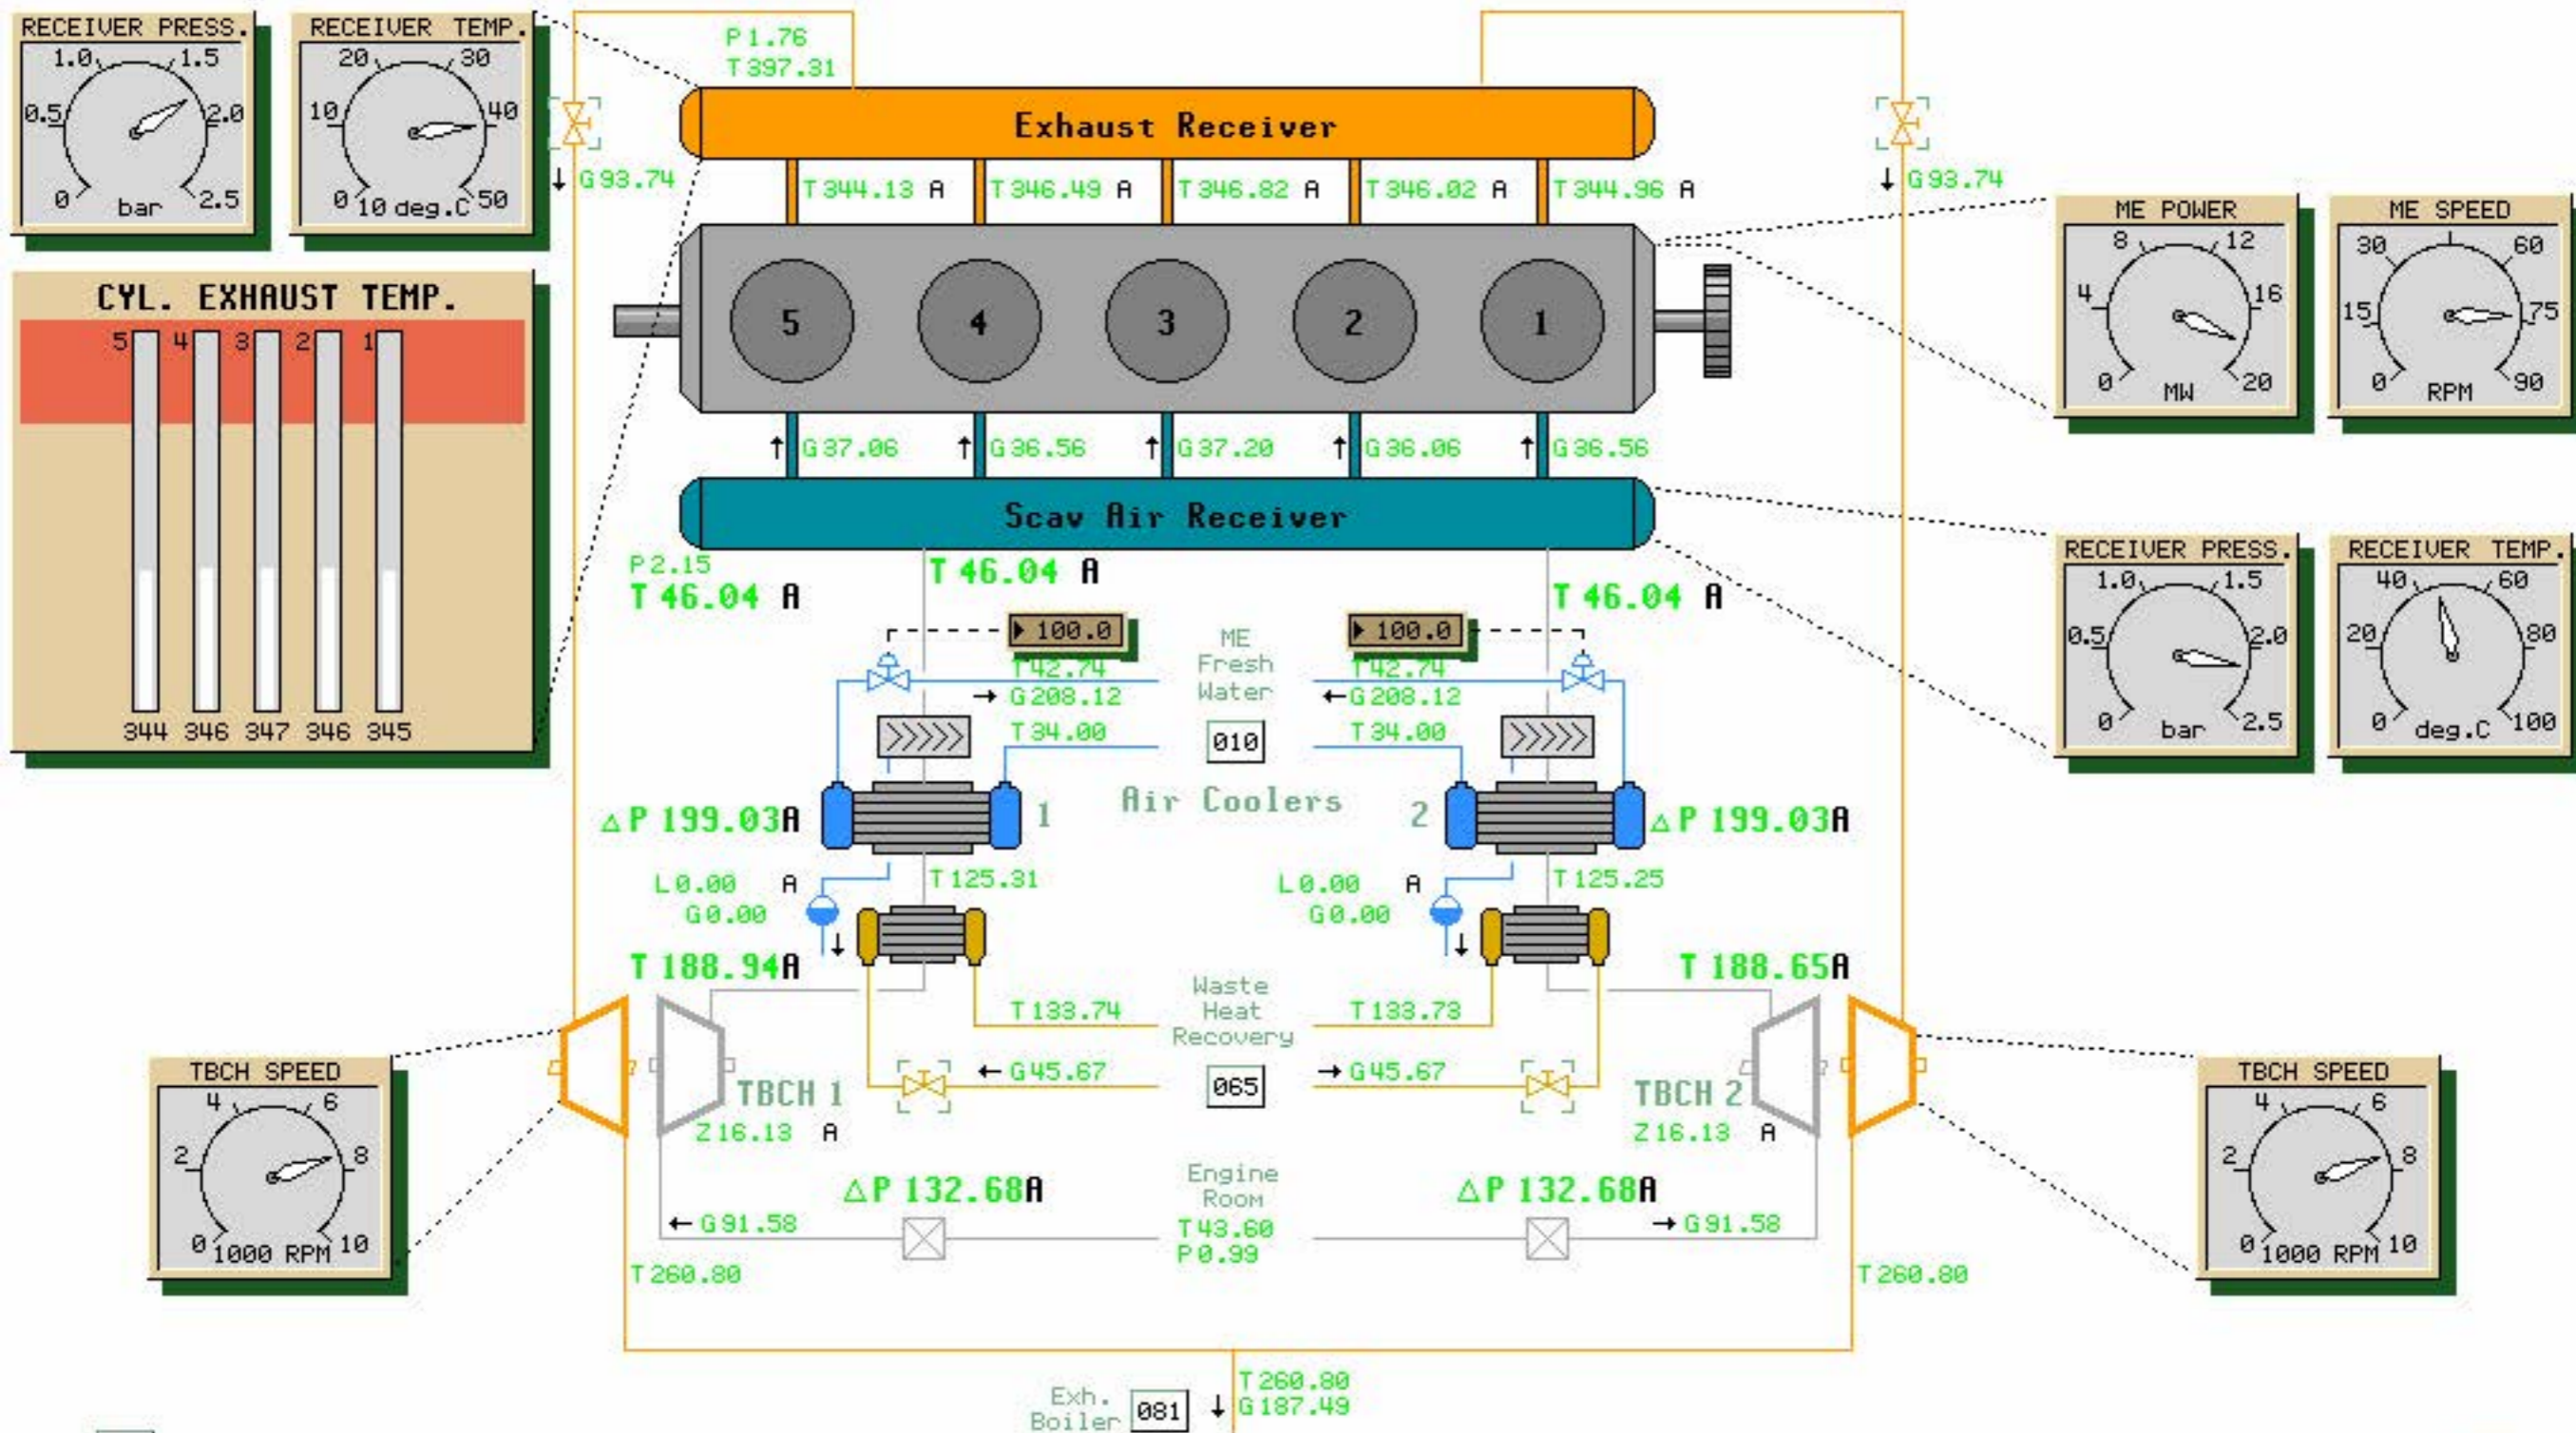 RECEIVER PRESS.
0 0.5 1.0 1.5 2.0 2.5
bar
RECEIVER TEMP.
0 10 20 30 40 50
10 deg.C
P 1.76
T 397.31
Exhaust Receiver
G 93.74
G 93.74
T 344.13 A T 346.49 A T 346.82 A T 346.02 A T 344.96 A
ME POWER
0 4 8 12 16 20
MW
ME SPEED
0 15 30 60 75 90
RPM
CYL. EXHAUST TEMP.
5 4 3 2 1
344 346 347 346 345
5 4 3 2 1
G 37.06 G 36.56 G 37.20 G 36.06 G 36.56
Scav Air Receiver
P 2.15
T 46.04 A
T 46.04 A
T 46.04 A
RECEIVER PRESS.
0 0.5 1.0 1.5 2.0 2.5
bar
RECEIVER TEMP.
0 20 40 60 80 100
deg.C
100.0
100.0
ME
Fresh
Water
010
T 42.74
G 208.12
T 34.00
T 42.74
G 208.12
T 34.00
Air Coolers
1
2
△P 199.03A
△P 199.03A
L 0.00 A
G 0.00
T 125.31
L 0.00 A
G 0.00
T 125.25
T 188.94A
T 188.65A
Waste
Heat
Recovery
065
T 133.74
T 133.73
G 45.67
G 45.67
TBCH 1
Z 16.13 A
TBCH 2
Z 16.13 A
TBCH SPEED
0 2 4 6 8 10
1000 RPM
TBCH SPEED
0 2 4 6 8 10
1000 RPM
△P 132.68A
△P 132.68A
Engine
Room
T 43.60
P 0.99
G 91.58
G 91.58
T 260.80
T 260.80
Exh.
Boiler
081
T 260.80
G 187.49